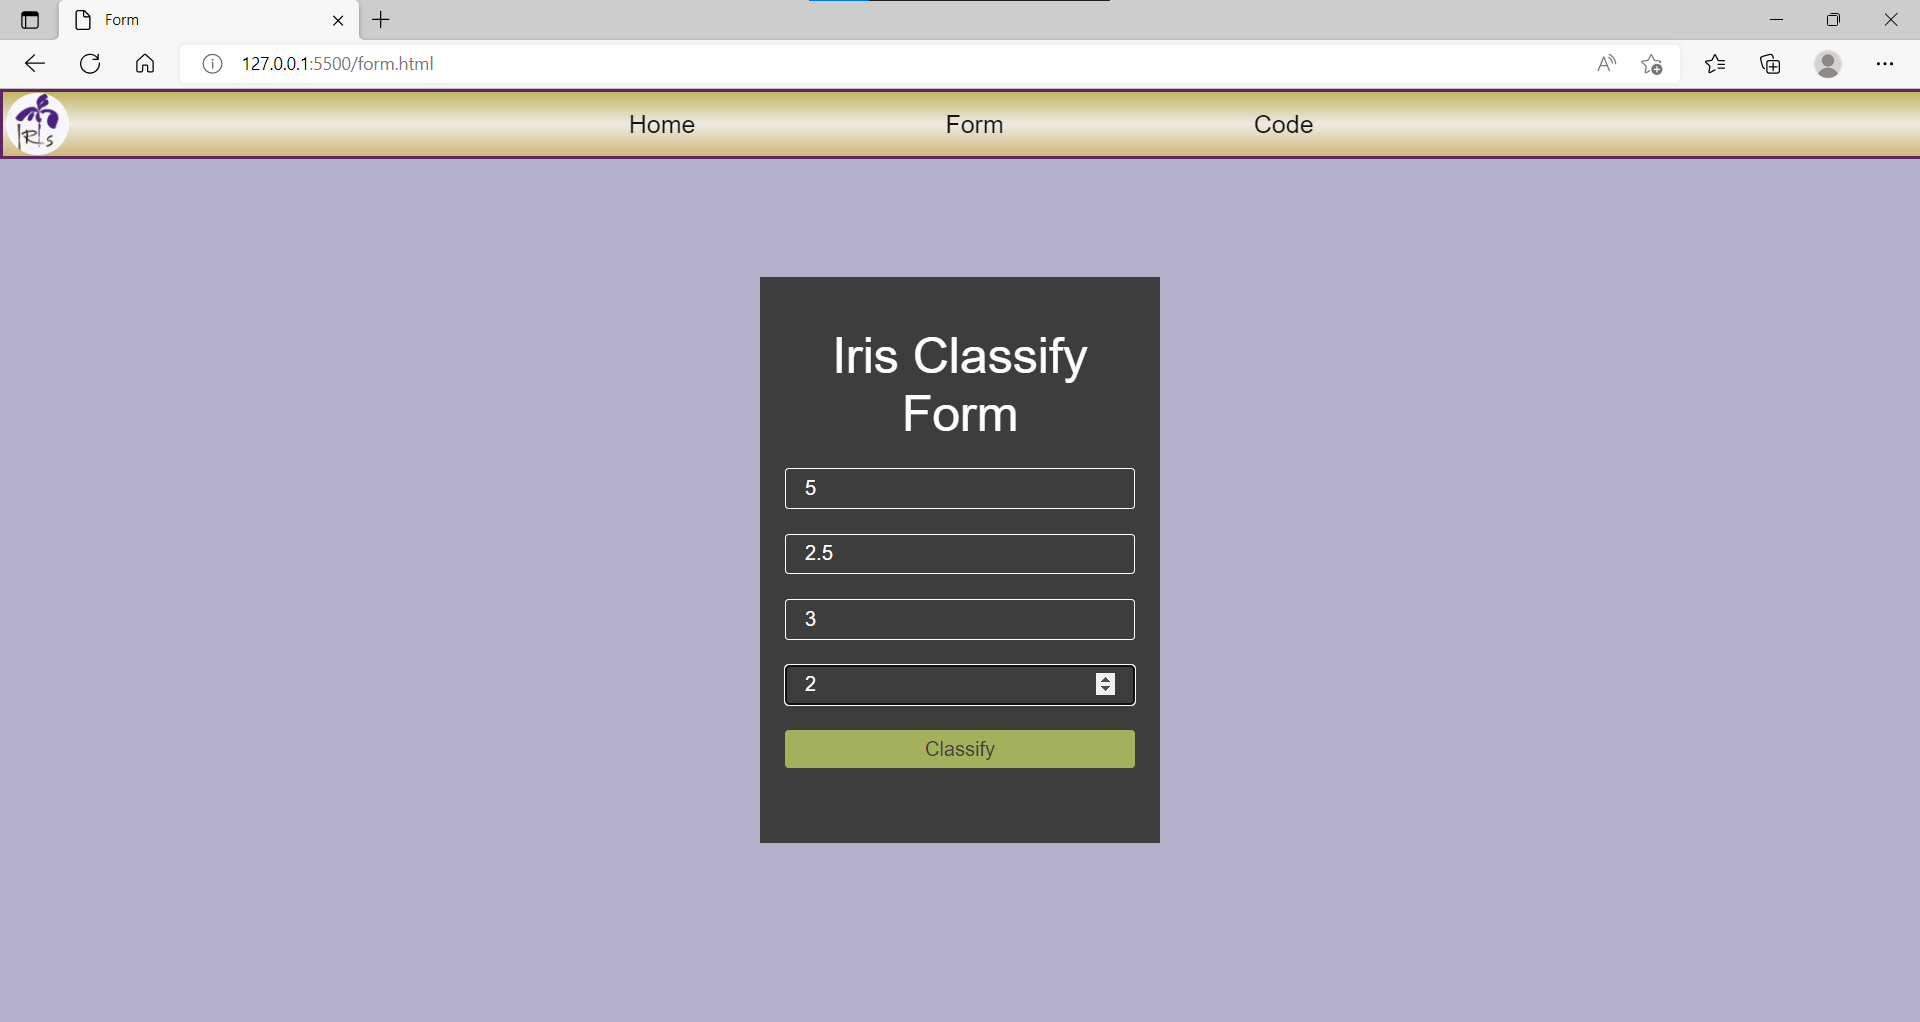 Form
127.0.0.1:5500/form.html
IRIs
Home
Form
Code
Iris Classify
Form
5
2.5
3
2
Classify